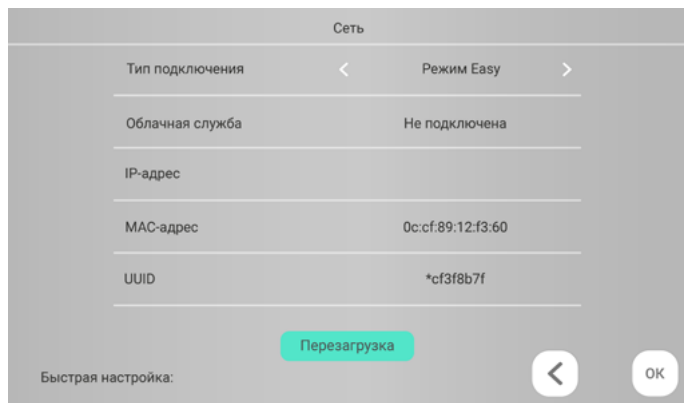 Сеть
Тип подключения < Режим Easy >
Облачная служба Не подключена
IP-адрес
MAC-адрес 0c:cf:89:12:f3:60
UUID *cf3f8b7f
Перезагрузка
Быстрая настройка:
ОК